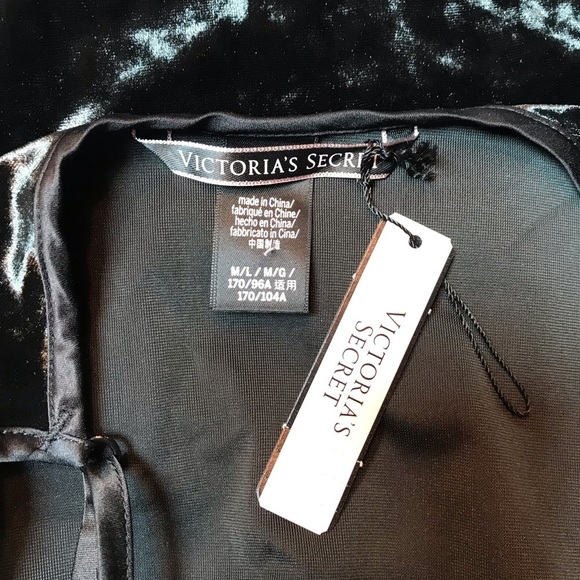 VICTORIA'S SECRET
made in China/
fabriqué en Chine/
hecho en China/
fabbricato in Cina/
中国制造
M/L / M/G /
170/96A 适用
170/104A
VICTORIA'S
SECRET